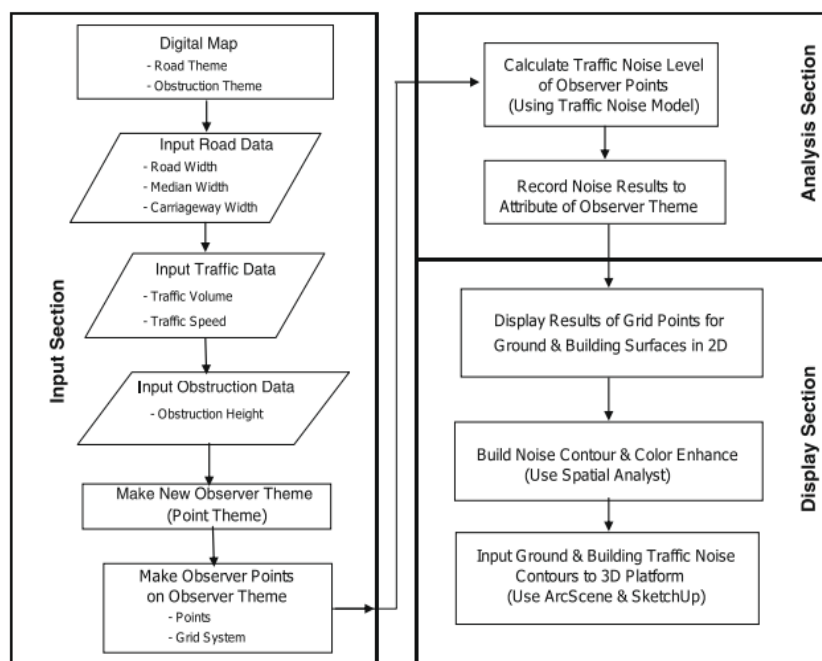 Input Section
Digital Map
- Road Theme
- Obstruction Theme
Input Road Data
- Road Width
- Median Width
- Carriageway Width
Input Traffic Data
- Traffic Volume
- Traffic Speed
Input Obstruction Data
- Obstruction Height
Make New Observer Theme
(Point Theme)
Make Observer Points
on Observer Theme
- Points
- Grid System
Analysis Section
Calculate Traffic Noise Level
of Observer Points
(Using Traffic Noise Model)
Record Noise Results to
Attribute of Observer Theme
Display Section
Display Results of Grid Points for
Ground & Building Surfaces in 2D
Build Noise Contour & Color Enhance
(Use Spatial Analyst)
Input Ground & Building Traffic Noise
Contours to 3D Platform
(Use ArcScene & SketchUp)